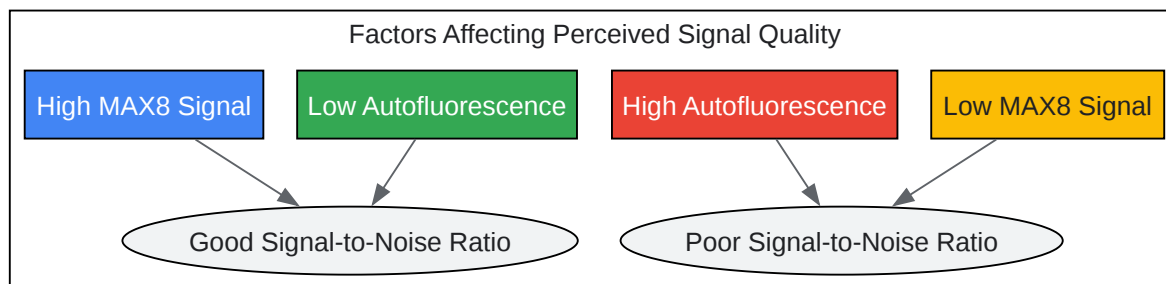 Factors Affecting Perceived Signal Quality
High MAX8 Signal
Low Autofluorescence
High Autofluorescence
Low MAX8 Signal
Good Signal-to-Noise Ratio
Poor Signal-to-Noise Ratio